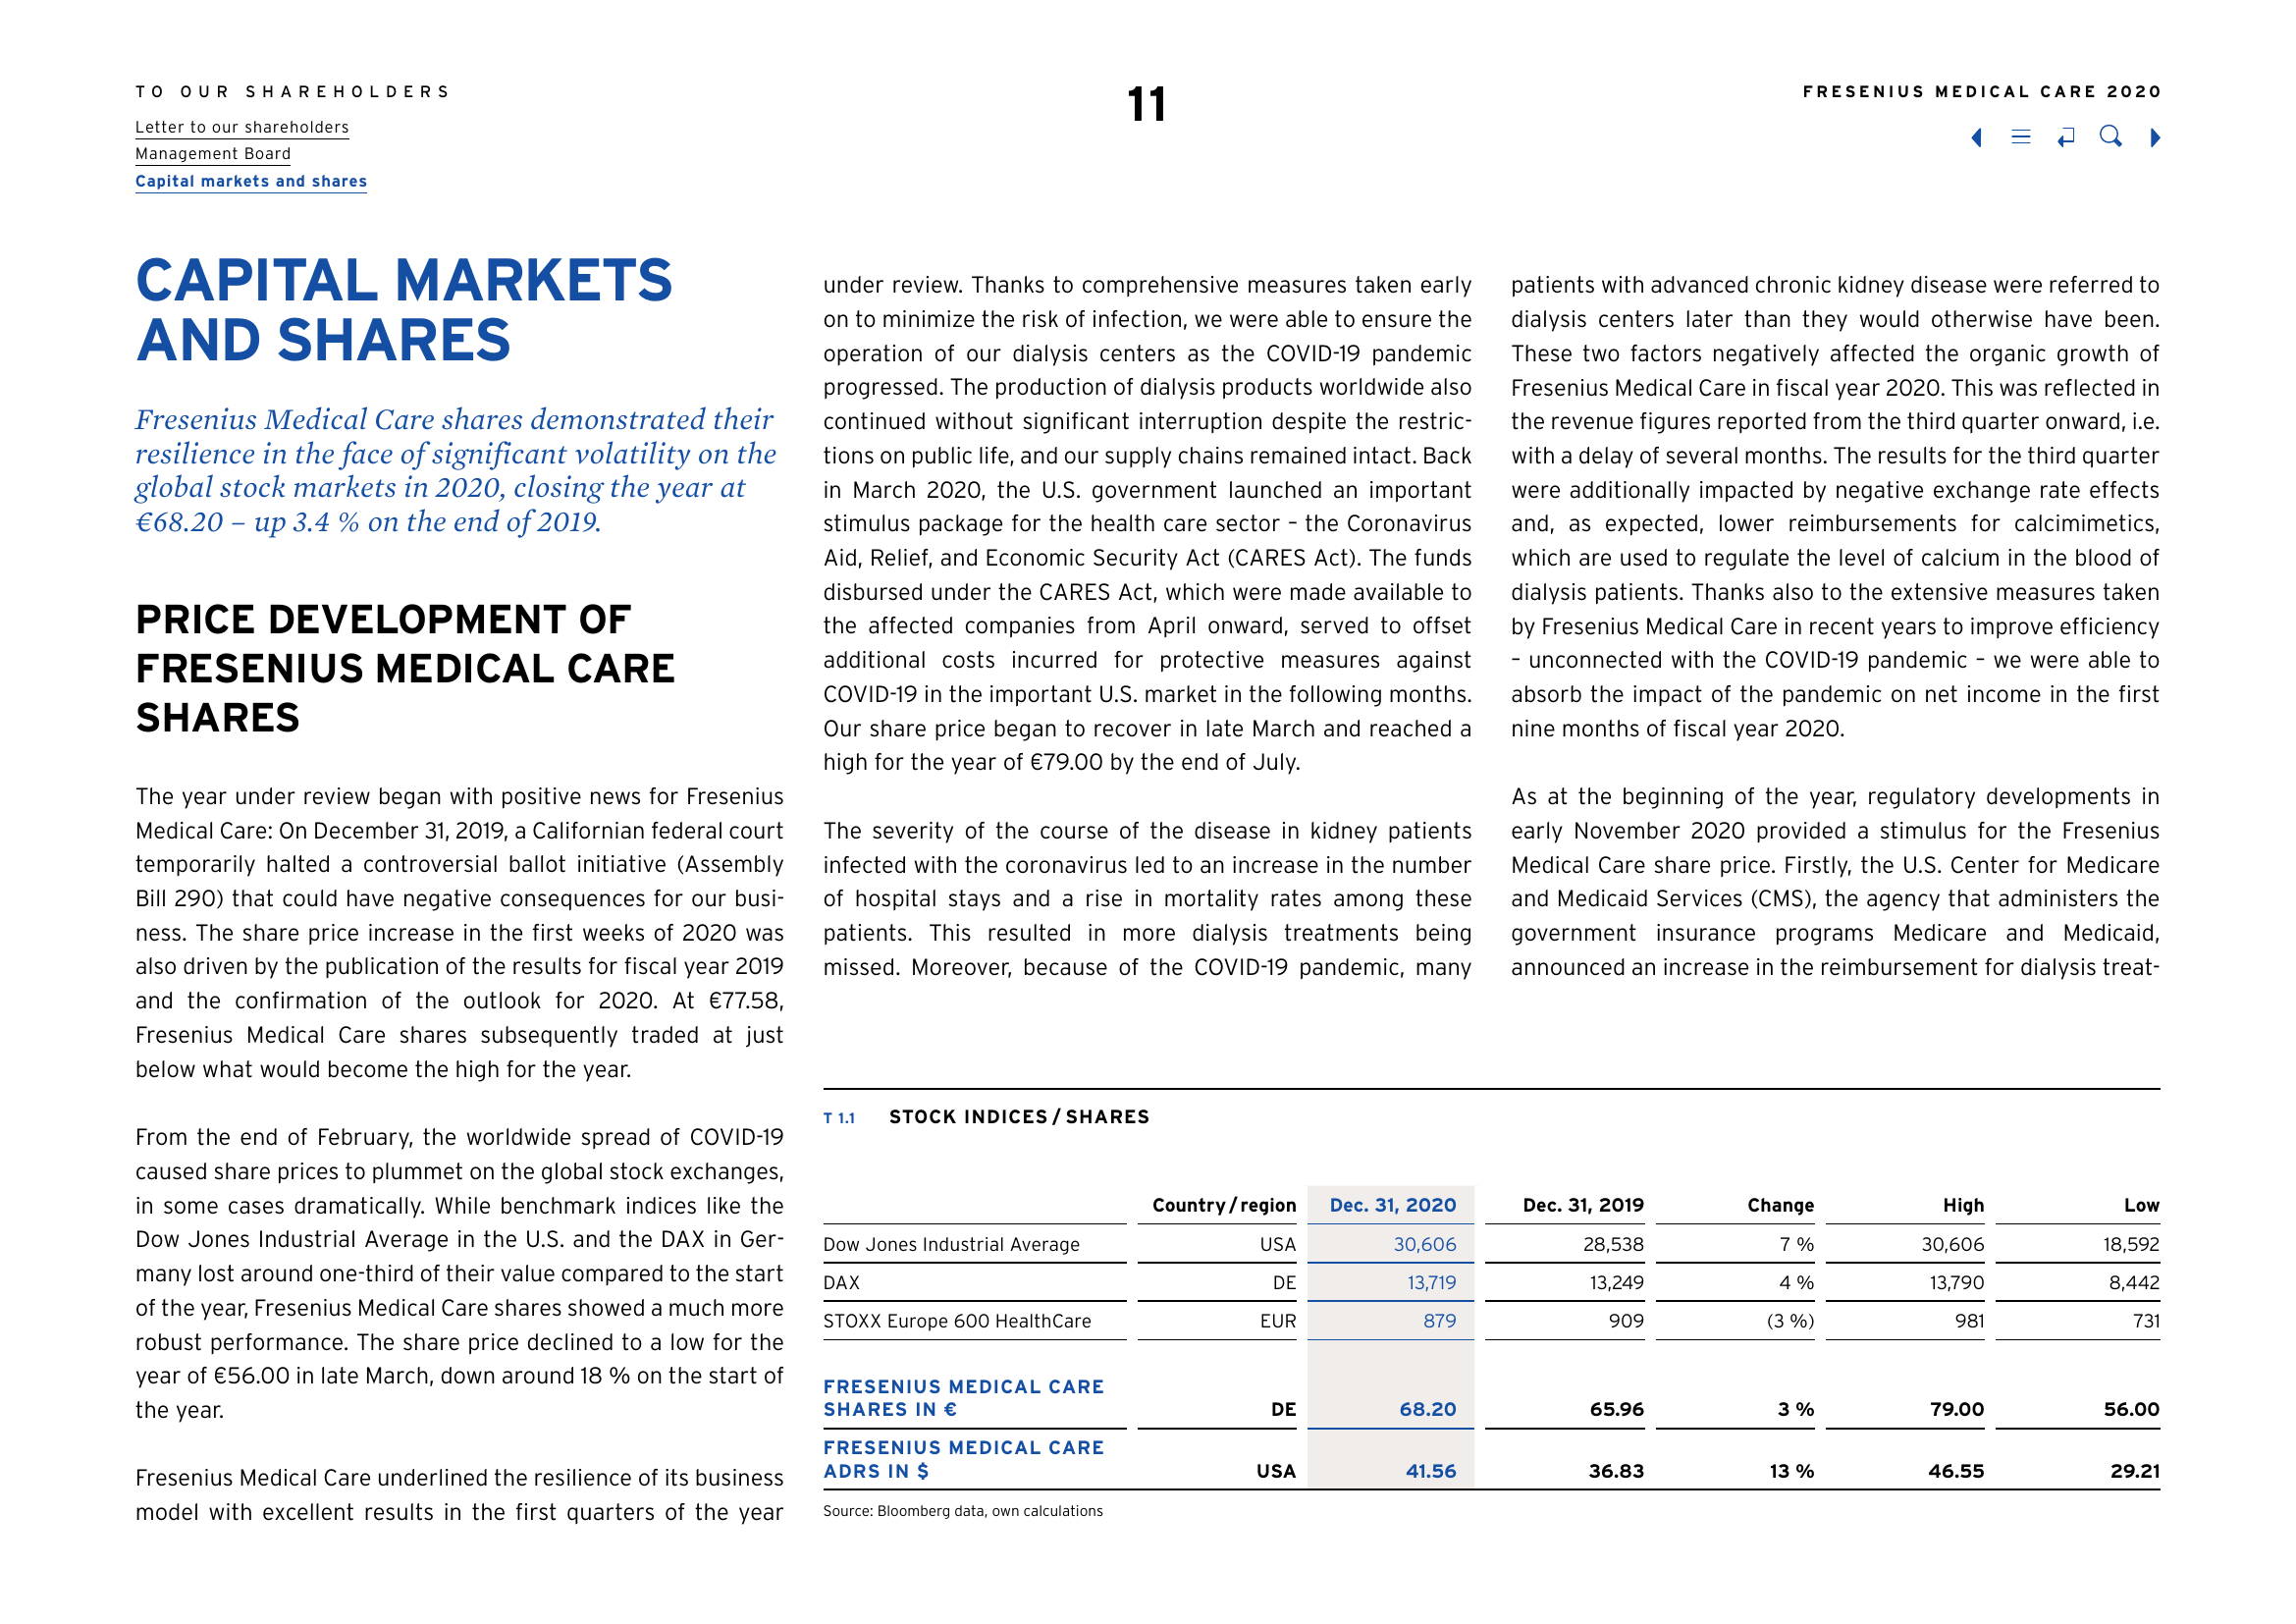 TO OUR SHAREHOLDERS
Letter to our shareholders
Management Board
Capital markets and shares
11
FRESENIUS MEDICAL CARE 2020
CAPITAL MARKETS
AND SHARES
Fresenius Medical Care shares demonstrated their
resilience in the face of significant volatility on the
global stock markets in 2020, closing the year at
€68.20 – up 3.4 % on the end of 2019.
PRICE DEVELOPMENT OF
FRESENIUS MEDICAL CARE
SHARES
The year under review began with positive news for Fresenius
Medical Care: On December 31, 2019, a Californian federal court
temporarily halted a controversial ballot initiative (Assembly
Bill 290) that could have negative consequences for our busi-
ness. The share price increase in the first weeks of 2020 was
also driven by the publication of the results for fiscal year 2019
and the confirmation of the outlook for 2020. At €77.58,
Fresenius Medical Care shares subsequently traded at just
below what would become the high for the year.
From the end of February, the worldwide spread of COVID-19
caused share prices to plummet on the global stock exchanges,
in some cases dramatically. While benchmark indices like the
Dow Jones Industrial Average in the U.S. and the DAX in Ger-
many lost around one-third of their value compared to the start
of the year, Fresenius Medical Care shares showed a much more
robust performance. The share price declined to a low for the
year of €56.00 in late March, down around 18 % on the start of
the year.
Fresenius Medical Care underlined the resilience of its business
model with excellent results in the first quarters of the year
under review. Thanks to comprehensive measures taken early
on to minimize the risk of infection, we were able to ensure the
operation of our dialysis centers as the COVID-19 pandemic
progressed. The production of dialysis products worldwide also
continued without significant interruption despite the restric-
tions on public life, and our supply chains remained intact. Back
in March 2020, the U.S. government launched an important
stimulus package for the health care sector – the Coronavirus
Aid, Relief, and Economic Security Act (CARES Act). The funds
disbursed under the CARES Act, which were made available to
the affected companies from April onward, served to offset
additional costs incurred for protective measures against
COVID-19 in the important U.S. market in the following months.
Our share price began to recover in late March and reached a
high for the year of €79.00 by the end of July.
The severity of the course of the disease in kidney patients
infected with the coronavirus led to an increase in the number
of hospital stays and a rise in mortality rates among these
patients. This resulted in more dialysis treatments being
missed. Moreover, because of the COVID-19 pandemic, many
patients with advanced chronic kidney disease were referred to
dialysis centers later than they would otherwise have been.
These two factors negatively affected the organic growth of
Fresenius Medical Care in fiscal year 2020. This was reflected in
the revenue figures reported from the third quarter onward, i.e.
with a delay of several months. The results for the third quarter
were additionally impacted by negative exchange rate effects
and, as expected, lower reimbursements for calcimimetics,
which are used to regulate the level of calcium in the blood of
dialysis patients. Thanks also to the extensive measures taken
by Fresenius Medical Care in recent years to improve efficiency
– unconnected with the COVID-19 pandemic – we were able to
absorb the impact of the pandemic on net income in the first
nine months of fiscal year 2020.
As at the beginning of the year, regulatory developments in
early November 2020 provided a stimulus for the Fresenius
Medical Care share price. Firstly, the U.S. Center for Medicare
and Medicaid Services (CMS), the agency that administers the
government insurance programs Medicare and Medicaid,
announced an increase in the reimbursement for dialysis treat-
T 1.1 STOCK INDICES / SHARES
Country / region Dec. 31, 2020 Dec. 31, 2019 Change High Low
Dow Jones Industrial Average USA 30,606 28,538 7 % 30,606 18,592
DAX DE 13,719 13,249 4 % 13,790 8,442
STOXX Europe 600 HealthCare EUR 879 909 (3 %) 981 731
FRESENIUS MEDICAL CARE
SHARES IN € DE 68.20 65.96 3 % 79.00 56.00
FRESENIUS MEDICAL CARE
ADRS IN $ USA 41.56 36.83 13 % 46.55 29.21
Source: Bloomberg data, own calculations